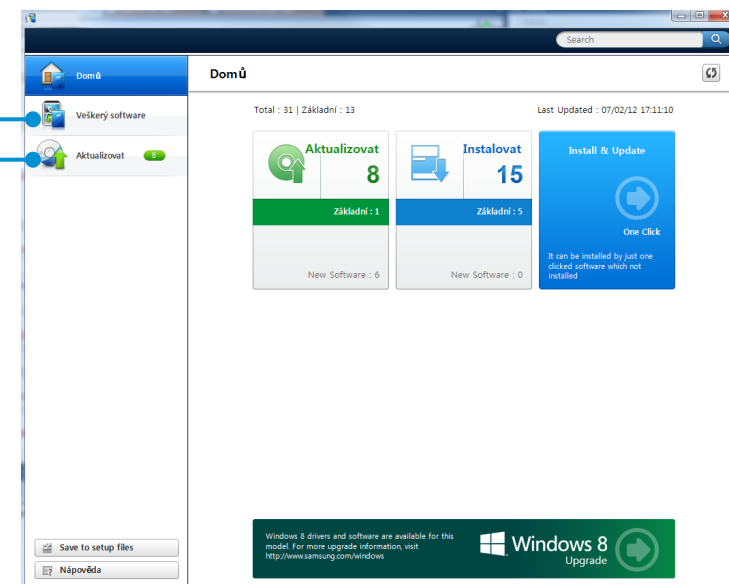 Search
Domů
Domů
Veškerý software
Aktualizovat 8
Total : 31 | Základní : 13
Last Updated : 07/02/12 17:11:10
Aktualizovat
8
Základní : 1
New Software : 6
Instalovat
15
Základní : 5
New Software : 0
Install & Update
One Click
It can be installed by just one
clicked software which not
installed
Save to setup files
Nápověda
Windows 8 drivers and software are available for this
model. For more upgrade information, visit
http://www.samsung.com/windows
Windows 8
Upgrade